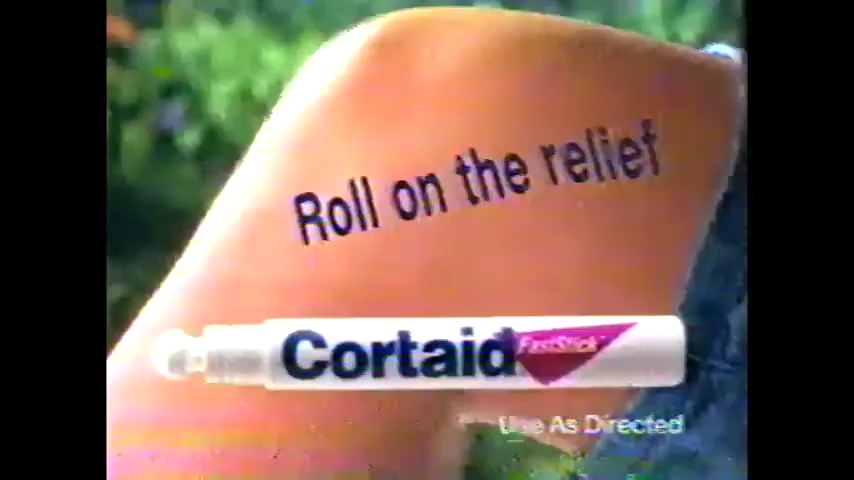 Roll on the relief
Cortaid FastStick
Use As Directed